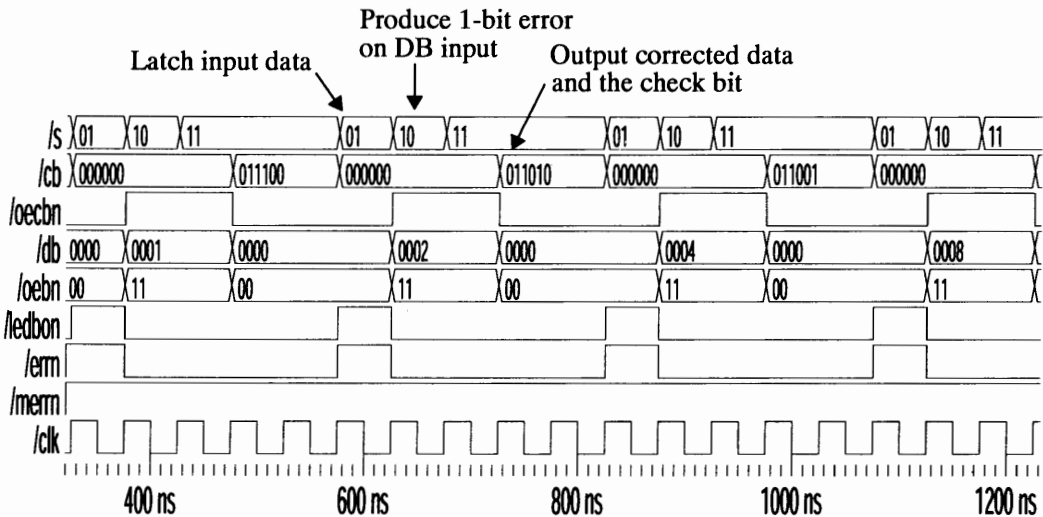 Produce 1-bit error
on DB input
Latch input data
Output corrected data
and the check bit
/s 01 10 11 01 10 11 01 10 11 01 10 11
/cb 000000 011100 000000 011010 000000 011001 000000
/oecbn
/db 0000 0001 0000 0002 0000 0004 0000 0008
/oebn 00 11 00 11 00 11 00 11
/ledbon
/errn
/merrn
/clk
400 ns 600 ns 800 ns 1000 ns 1200 ns